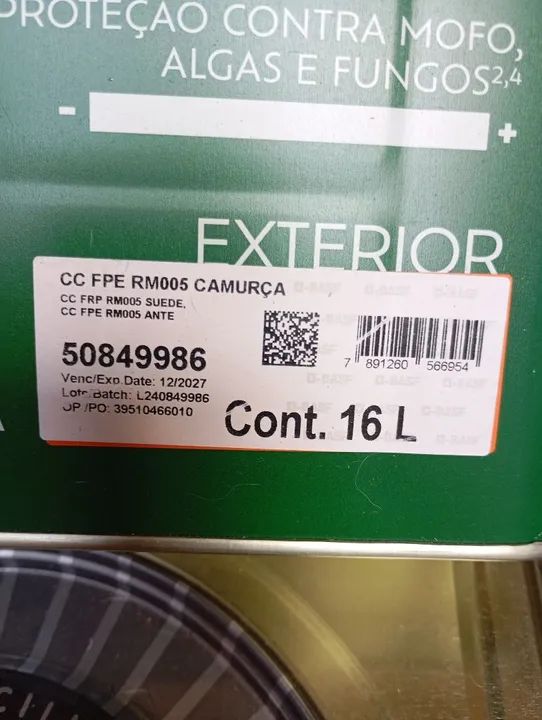 PROTEÇÃO CONTRA MOFO,
ALGAS E FUNGOS2,4
- +
EXTERIOR
CC FPE RM005 CAMURÇA
CC FRP RM005 SUEDE,
CC FPE RM005 ANTE
50849986
Venc/Exp.Date: 12/2027
Lote/Batch: L240849986
OP /PO: 39510466010
Cont. 16 L
7 891260 566954